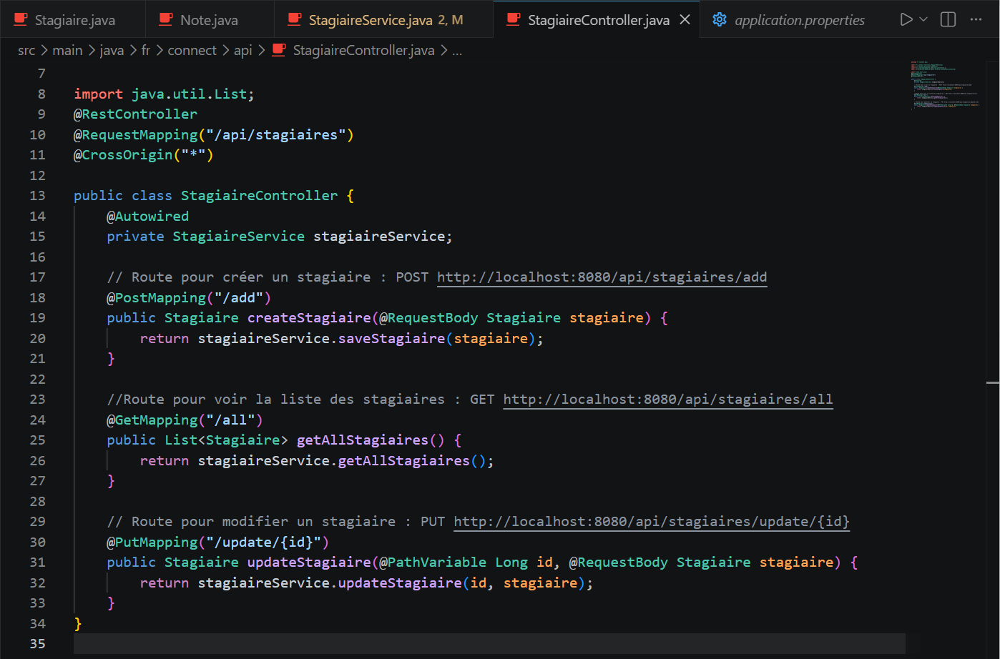 Stagiaire.java Note.java StagiaireService.java 2, M StagiaireController.java application.properties
src > main > java > fr > connect > api > StagiaireController.java > ...
7
8 import java.util.List;
9 @RestController
10 @RequestMapping("/api/stagiaires")
11 @CrossOrigin("*")
12
13 public class StagiaireController {
14 @Autowired
15 private StagiaireService stagiaireService;
16
17 // Route pour créer un stagiaire : POST http://localhost:8080/api/stagiaires/add
18 @PostMapping("/add")
19 public Stagiaire createStagiaire(@RequestBody Stagiaire stagiaire) {
20 return stagiaireService.saveStagiaire(stagiaire);
21 }
22
23 //Route pour voir la liste des stagiaires : GET http://localhost:8080/api/stagiaires/all
24 @GetMapping("/all")
25 public List<Stagiaire> getAllStagiaires() {
26 return stagiaireService.getAllStagiaires();
27 }
28
29 // Route pour modifier un stagiaire : PUT http://localhost:8080/api/stagiaires/update/{id}
30 @PutMapping("/update/{id}")
31 public Stagiaire updateStagiaire(@PathVariable Long id, @RequestBody Stagiaire stagiaire) {
32 return stagiaireService.updateStagiaire(id, stagiaire);
33 }
34 }
35